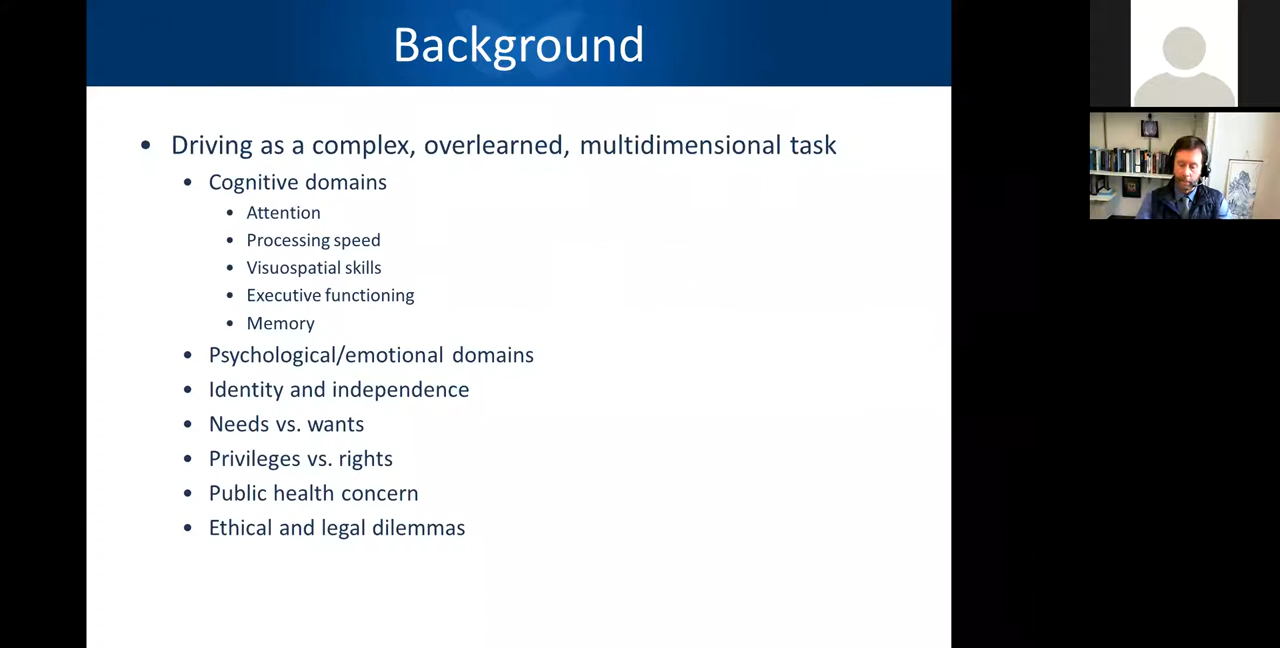 Background
• Driving as a complex, overlearned, multidimensional task
• Cognitive domains
• Attention
• Processing speed
• Visuospatial skills
• Executive functioning
• Memory
• Psychological/emotional domains
• Identity and independence
• Needs vs. wants
• Privileges vs. rights
• Public health concern
• Ethical and legal dilemmas